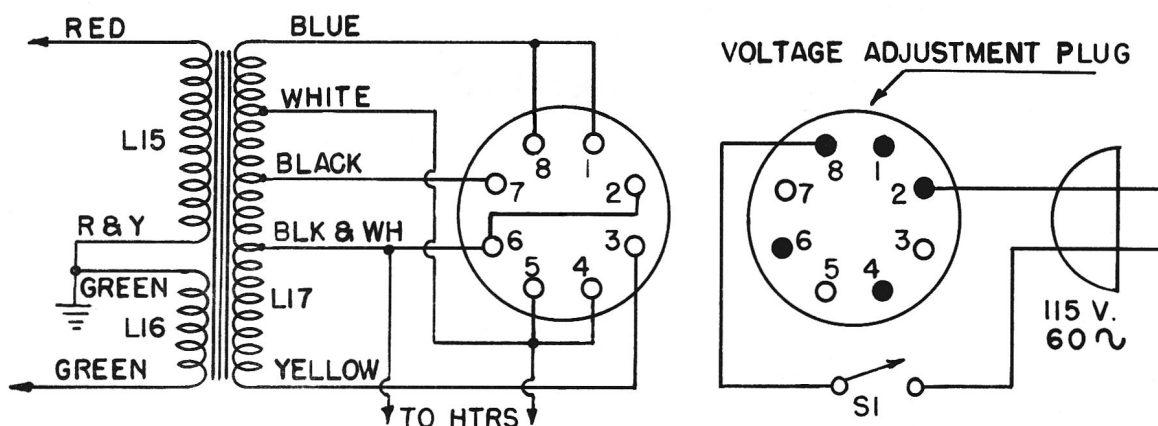 RED
BLUE
VOLTAGE ADJUSTMENT PLUG
WHITE
L15
BLACK
8
1
7
2
R & Y
BLK & WH
6
3
5
4
GREEN
L16
L17
GREEN
YELLOW
TO HTRS
8
1
7
2
6
3
5
4
115 V.
60 ∿
S1